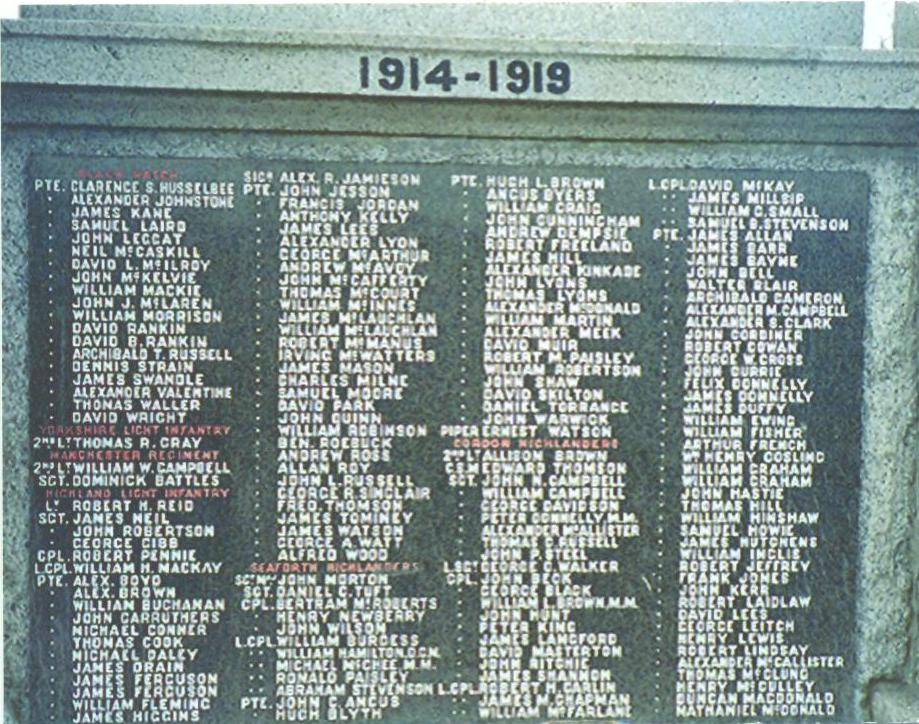 1914-1919
BLACK WATCH
PTE. CLARENCE S. HUSSELBEE
ALEXANDER JOHNSTONE
JAMES KANE
SAMUEL LAIRD
JOHN LECCAT
NEIL McCASKILL
DAVID L. McILROY
JOHN McKELVIE
WILLIAM MACKIE
JOHN J. McLAREN
WILLIAM MORRISON
DAVID RANKIN
DAVID B. RANKIN
ARCHIBALD T. RUSSELL
DENNIS STRAIN
JAMES SWANDLE
ALEXANDER VALENTINE
THOMAS WALLER
DAVID WRIGHT
YORKSHIRE LIGHT INFANTRY
2ND LT THOMAS R. GRAY
MANCHESTER REGIMENT
2ND LT WILLIAM W. CAMPBELL
SGT. DOMINICK BATTLES
HIGHLAND LIGHT INFANTRY
LT ROBERT H. REID
SGT. JAMES NEIL
JOHN ROBERTSON
GEORGE GIBB
CPL. ROBERT PENNIE
L.CPL. WILLIAM H. MACKAY
PTE. ALEX. BOYD
ALEX. BROWN
WILLIAM BUCHANAN
JOHN CARRUTHERS
MICHAEL CONNER
THOMAS COOK
MICHAEL DALEY
JAMES DRAIN
JAMES FERGUSON
JAMES FERGUSON
WILLIAM FLEMING
JAMES HIGGINS
SIGR ALEX. R. JAMIESON
PTE. JOHN JESSON
FRANCIS JORDAN
ANTHONY KELLY
JAMES LEES
ALEXANDER LYON
GEORGE McARTHUR
ANDREW McAVOY
JOHN McCAFFERTY
THOMAS McCOURT
WILLIAM INNES
JAMES McLAUCHLAN
WILLIAM McLAUCHLAN
ROBERT McMANUS
IRVING McWATTERS
JAMES MASON
CHARLES MILNE
SAMUEL MOORE
DAVID PARK
JOHN QUINN
WILLIAM ROBINSON
BEN. ROEBUCK
ANDREW ROSS
ALLAN ROY
JOHN L. RUSSELL
GEORGE R. SINCLAIR
FRED. THOMSON
JAMES TOMINEY
JAMES WATSON
GEORGE A. WATT
ALFRED WOOD
SEAFORTH HIGHLANDERS
JOHN MORTON
SGT. DANIEL C. TUFT
CPL. BERTRAM McROBERTS
HENRY NEWBERRY
JOHN WILSON
L.CPL. WILLIAM BURGESS
WILLIAM HAMILTON. D.C.M.
MICHAEL McGHEE M.M.
RONALD PAISLEY
ABRAHAM STEVENSON
PTE. JOHN C. ANGUS
HUGH BLYTH
PTE. HUGH L. BROWN
ANGUS BYERS
WILLIAM CRAIG
JOHN CUNNINGHAM
ANDREW DEMPSIE
ROBERT FREELAND
JAMES HILL
ALEXANDER KINKADE
JOHN LYONS
THOMAS LYONS
ALEXANDER McDONALD
WILLIAM MARTIN
ALEXANDER MEEK
DAVID MUIR
ROBERT M. PAISLEY
WILLIAM ROBERTSON
JOHN SHAW
DAVID SKILTON
DANIEL TORRANCE
JAMES WARWICK
PIPER ERNEST WATSON
GORDON HIGHLANDERS
2ND LT ALLISON BROWN
C.S.M. EDWARD THOMSON
SGT. JOHN N. CAMPBELL
WILLIAM CAMPBELL
GEORGE DAVIDSON
PETER CONNELLY M.M.
ALEXANDER McALLISTER
THOMAS C. RUSSELL
JOHN P. STEEL
L.SGT GEORGE C. WALKER
CPL. JOHN BECK
GEORGE BLACK
WILLIAM L. BROWN. M.M.
JOHN MUIR
PETER KING
JAMES LANGFORD
DAVID MASTERTON
JOHN RITCHIE
JAMES SHANNON
L.CPL. ROBERT H. CARLIN
JAMES M. CHAPMAN
WILLIAM McFARLANE
L.CPL. DAVID McKAY
JAMES MILLSIP
WILLIAM C. SMALL
SAMUEL S. STEVENSON
PTE. JAMES ALLAN
JAMES BARR
JAMES BAYNE
JOHN BELL
WALTER BLAIR
ARCHIBALD CAMERON
ALEXANDER M. CAMPBELL
ALEXANDER S. CLARK
JOHN CORDINER
ROBERT COWAN
GEORGE W. CROSS
JOHN CURRIE
FELIX DONNELLY
JAMES DONNELLY
JAMES DUFFY
WILLIAM EWING
WILLIAM FISHER
ARTHUR FRENCH
WM HENRY GOSLING
WILLIAM GRAHAM
WILLIAM GRAHAM
JOHN HASTIE
THOMAS HILL
WILLIAM HINSHAW
SAMUEL HOWE
JAMES HUTCHENS
WILLIAM INGLIS
ROBERT JEFFREY
FRANK JONES
JOHN KERR
ROBERT LAIDLAW
DAVID LEES
GEORGE LEITCH
HENRY LEWIS
ROBERT LINDSAY
ALEXANDER McCALLISTER
THOMAS McCLUNG
HENRY McCULLEY
DUNCAN MACDONALD
NATHANIEL McDONALD